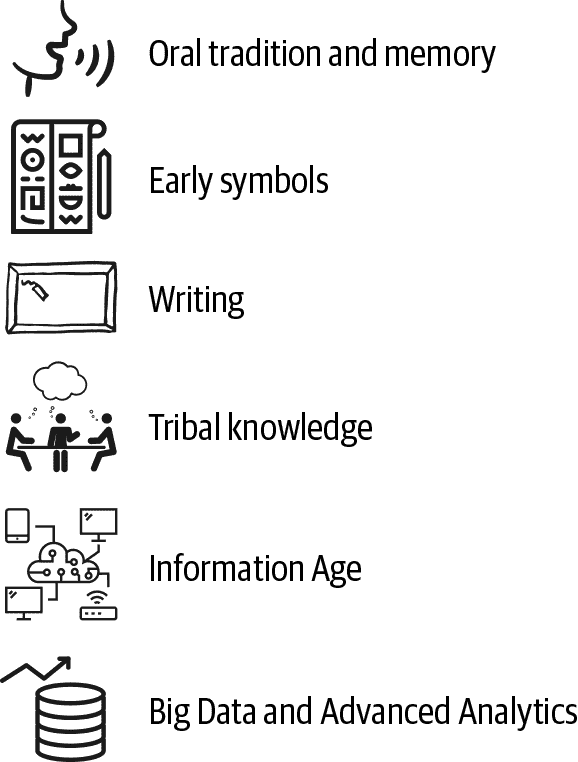 Oral tradition and memory
Early symbols
Writing
Tribal knowledge
Information Age
Big Data and Advanced Analytics